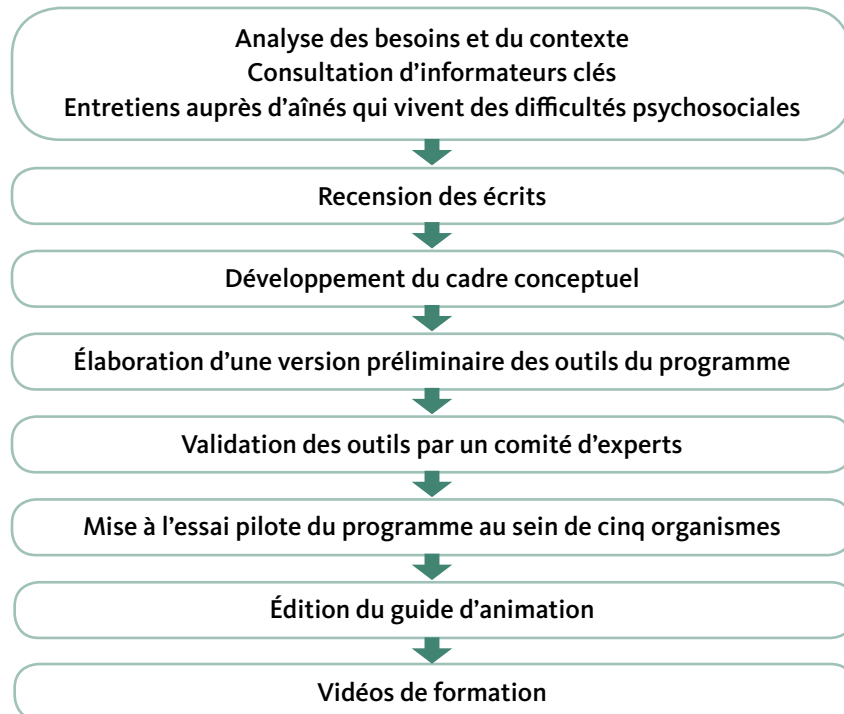 Analyse des besoins et du contexte
Consultation d’informateurs clés
Entretiens auprès d’aînés qui vivent des difficultés psychosociales
Recension des écrits
Développement du cadre conceptuel
Élaboration d’une version préliminaire des outils du programme
Validation des outils par un comité d’experts
Mise à l’essai pilote du programme au sein de cinq organismes
Édition du guide d’animation
Vidéos de formation